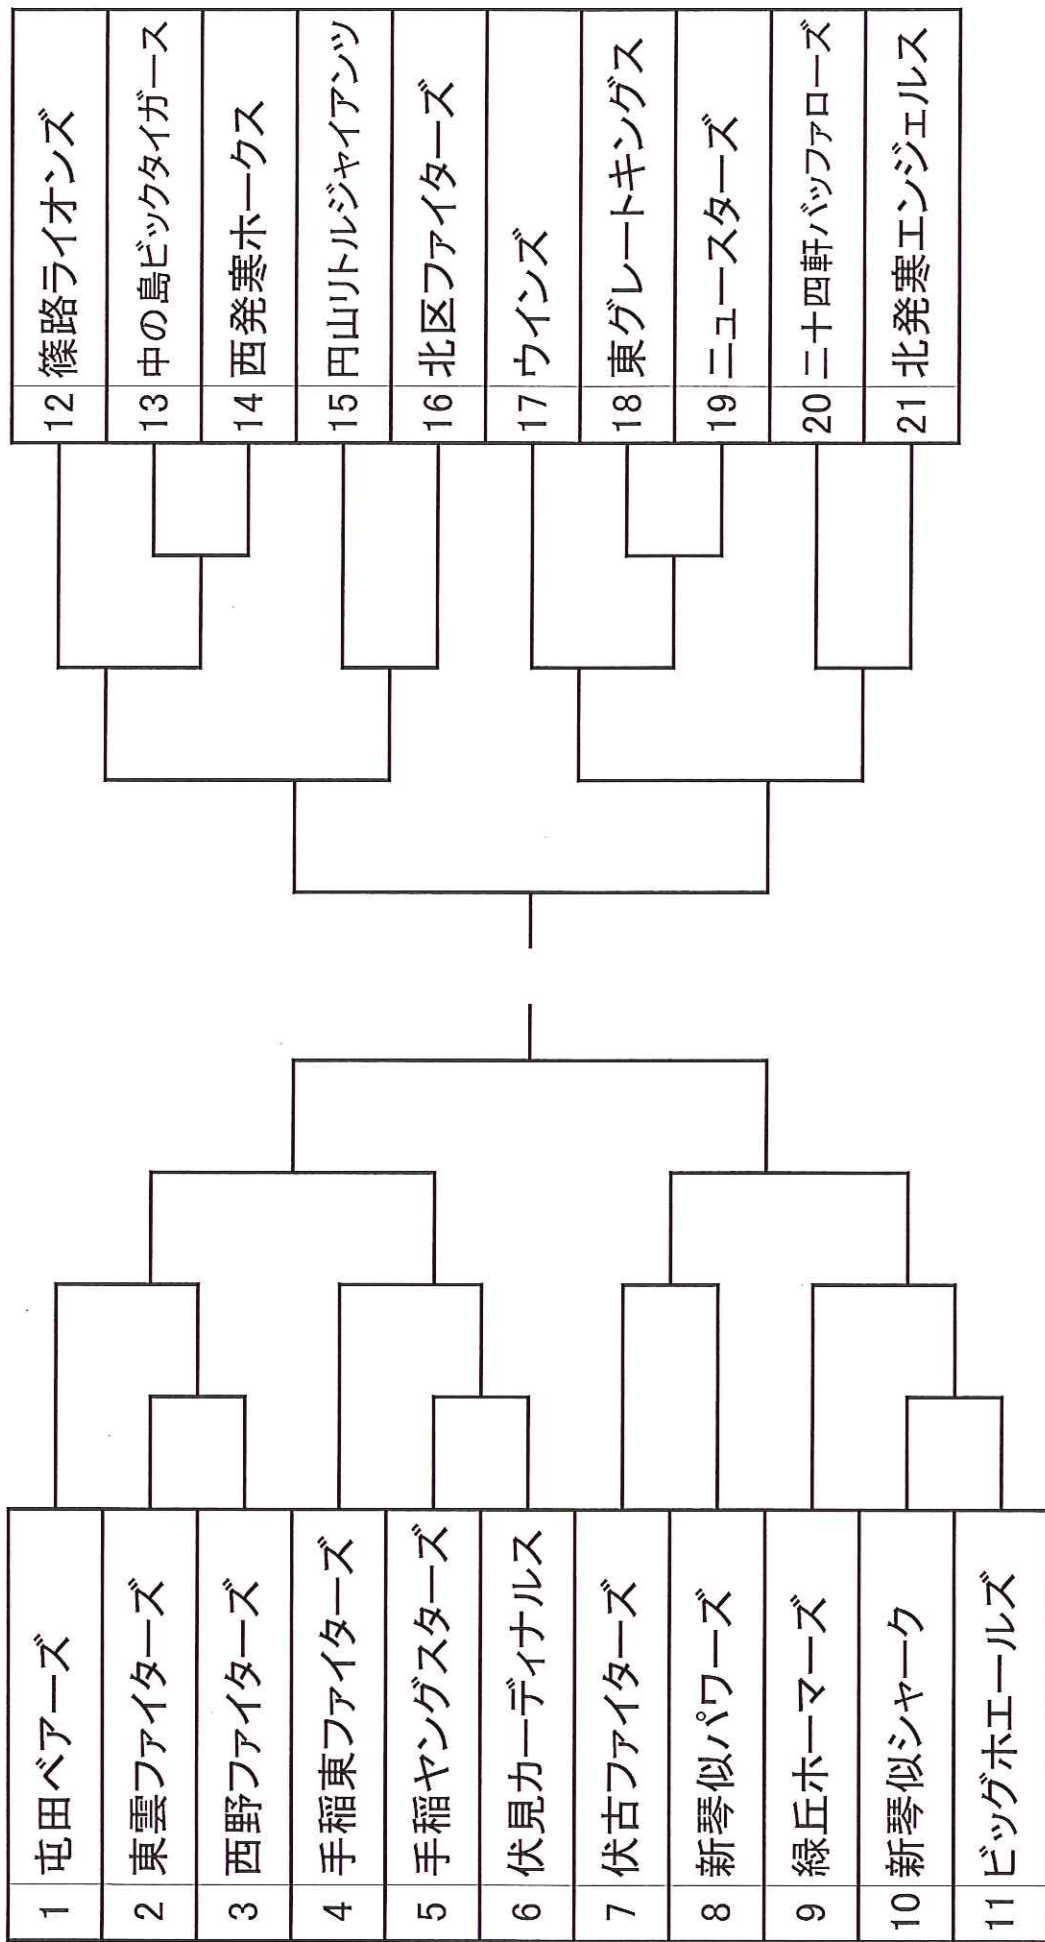 1 屯田ベアーズ
2 東雲ファイターズ
3 西野ファイターズ
4 手稲東ファイターズ
5 手稲ヤングスターズ
6 伏見カーディナルス
7 伏古ファイターズ
8 新琴似パワーズ
9 緑丘ホーマーズ
10 新琴似シャーク
11 ビッグホエールズ
12 篠路ライオンズ
13 中の島ビックタイガース
14 西発寒ホークス
15 円山リトルジャイアンツ
16 北区ファイターズ
17 ウインズ
18 東グレートキングス
19 ニュースターズ
20 二十四軒バッファローズ
21 北発寒エンジェルス